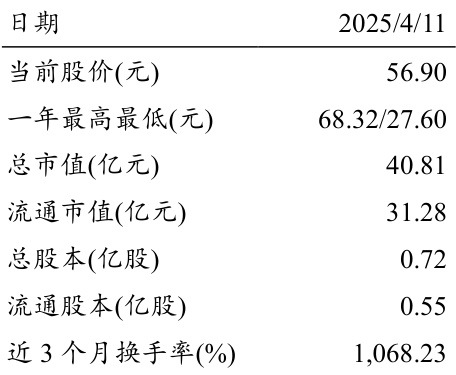 日期 2025/4/11
当前股价(元) 56.90
一年最高最低(元) 68.32/27.60
总市值(亿元) 40.81
流通市值(亿元) 31.28
总股本(亿股) 0.72
流通股本(亿股) 0.55
近 3 个月换手率(%) 1,068.23